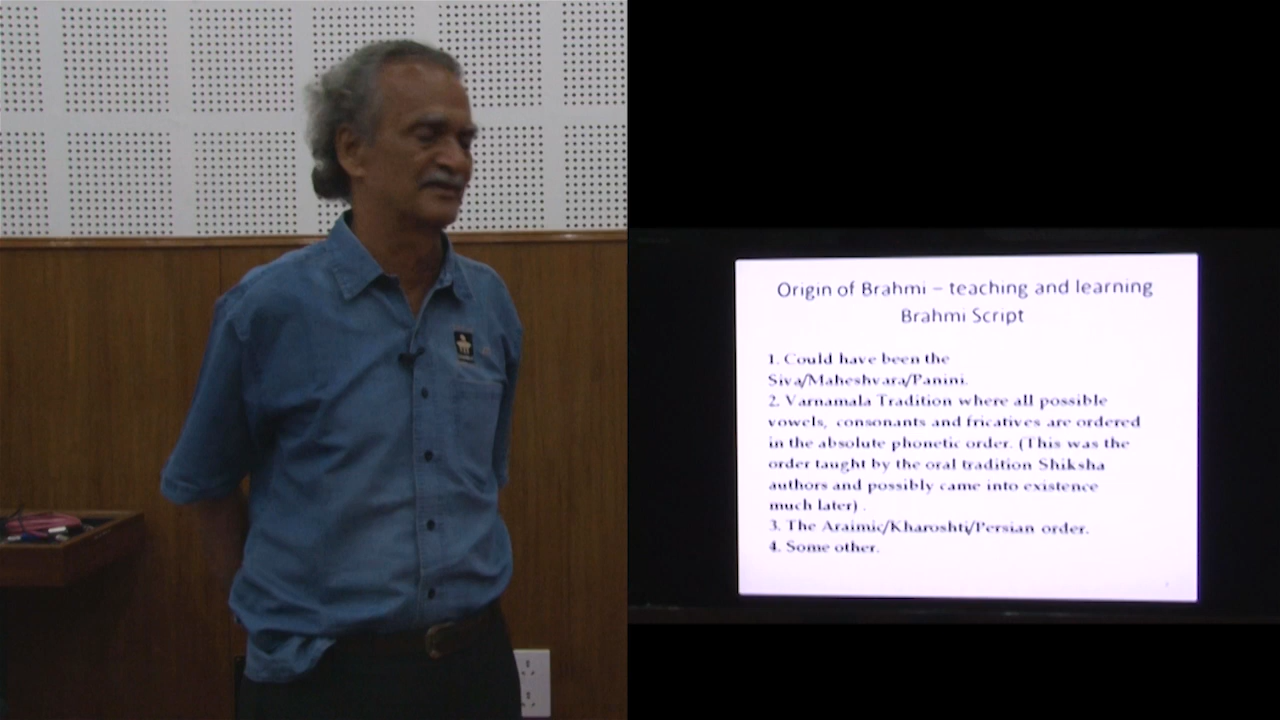 Origin of Brahmi – teaching and learning
Brahmi Script
1. Could have been the
Siva/Maheshvara/Panini.
2. Varnamala Tradition where all possible
vowels, consonants and fricatives are ordered
in the absolute phonetic order. (This was the
order taught by the oral tradition Shiksha
authors and possibly came into existence
much later) .
3. The Araimic/Kharoshti/Persian order.
4. Some other.